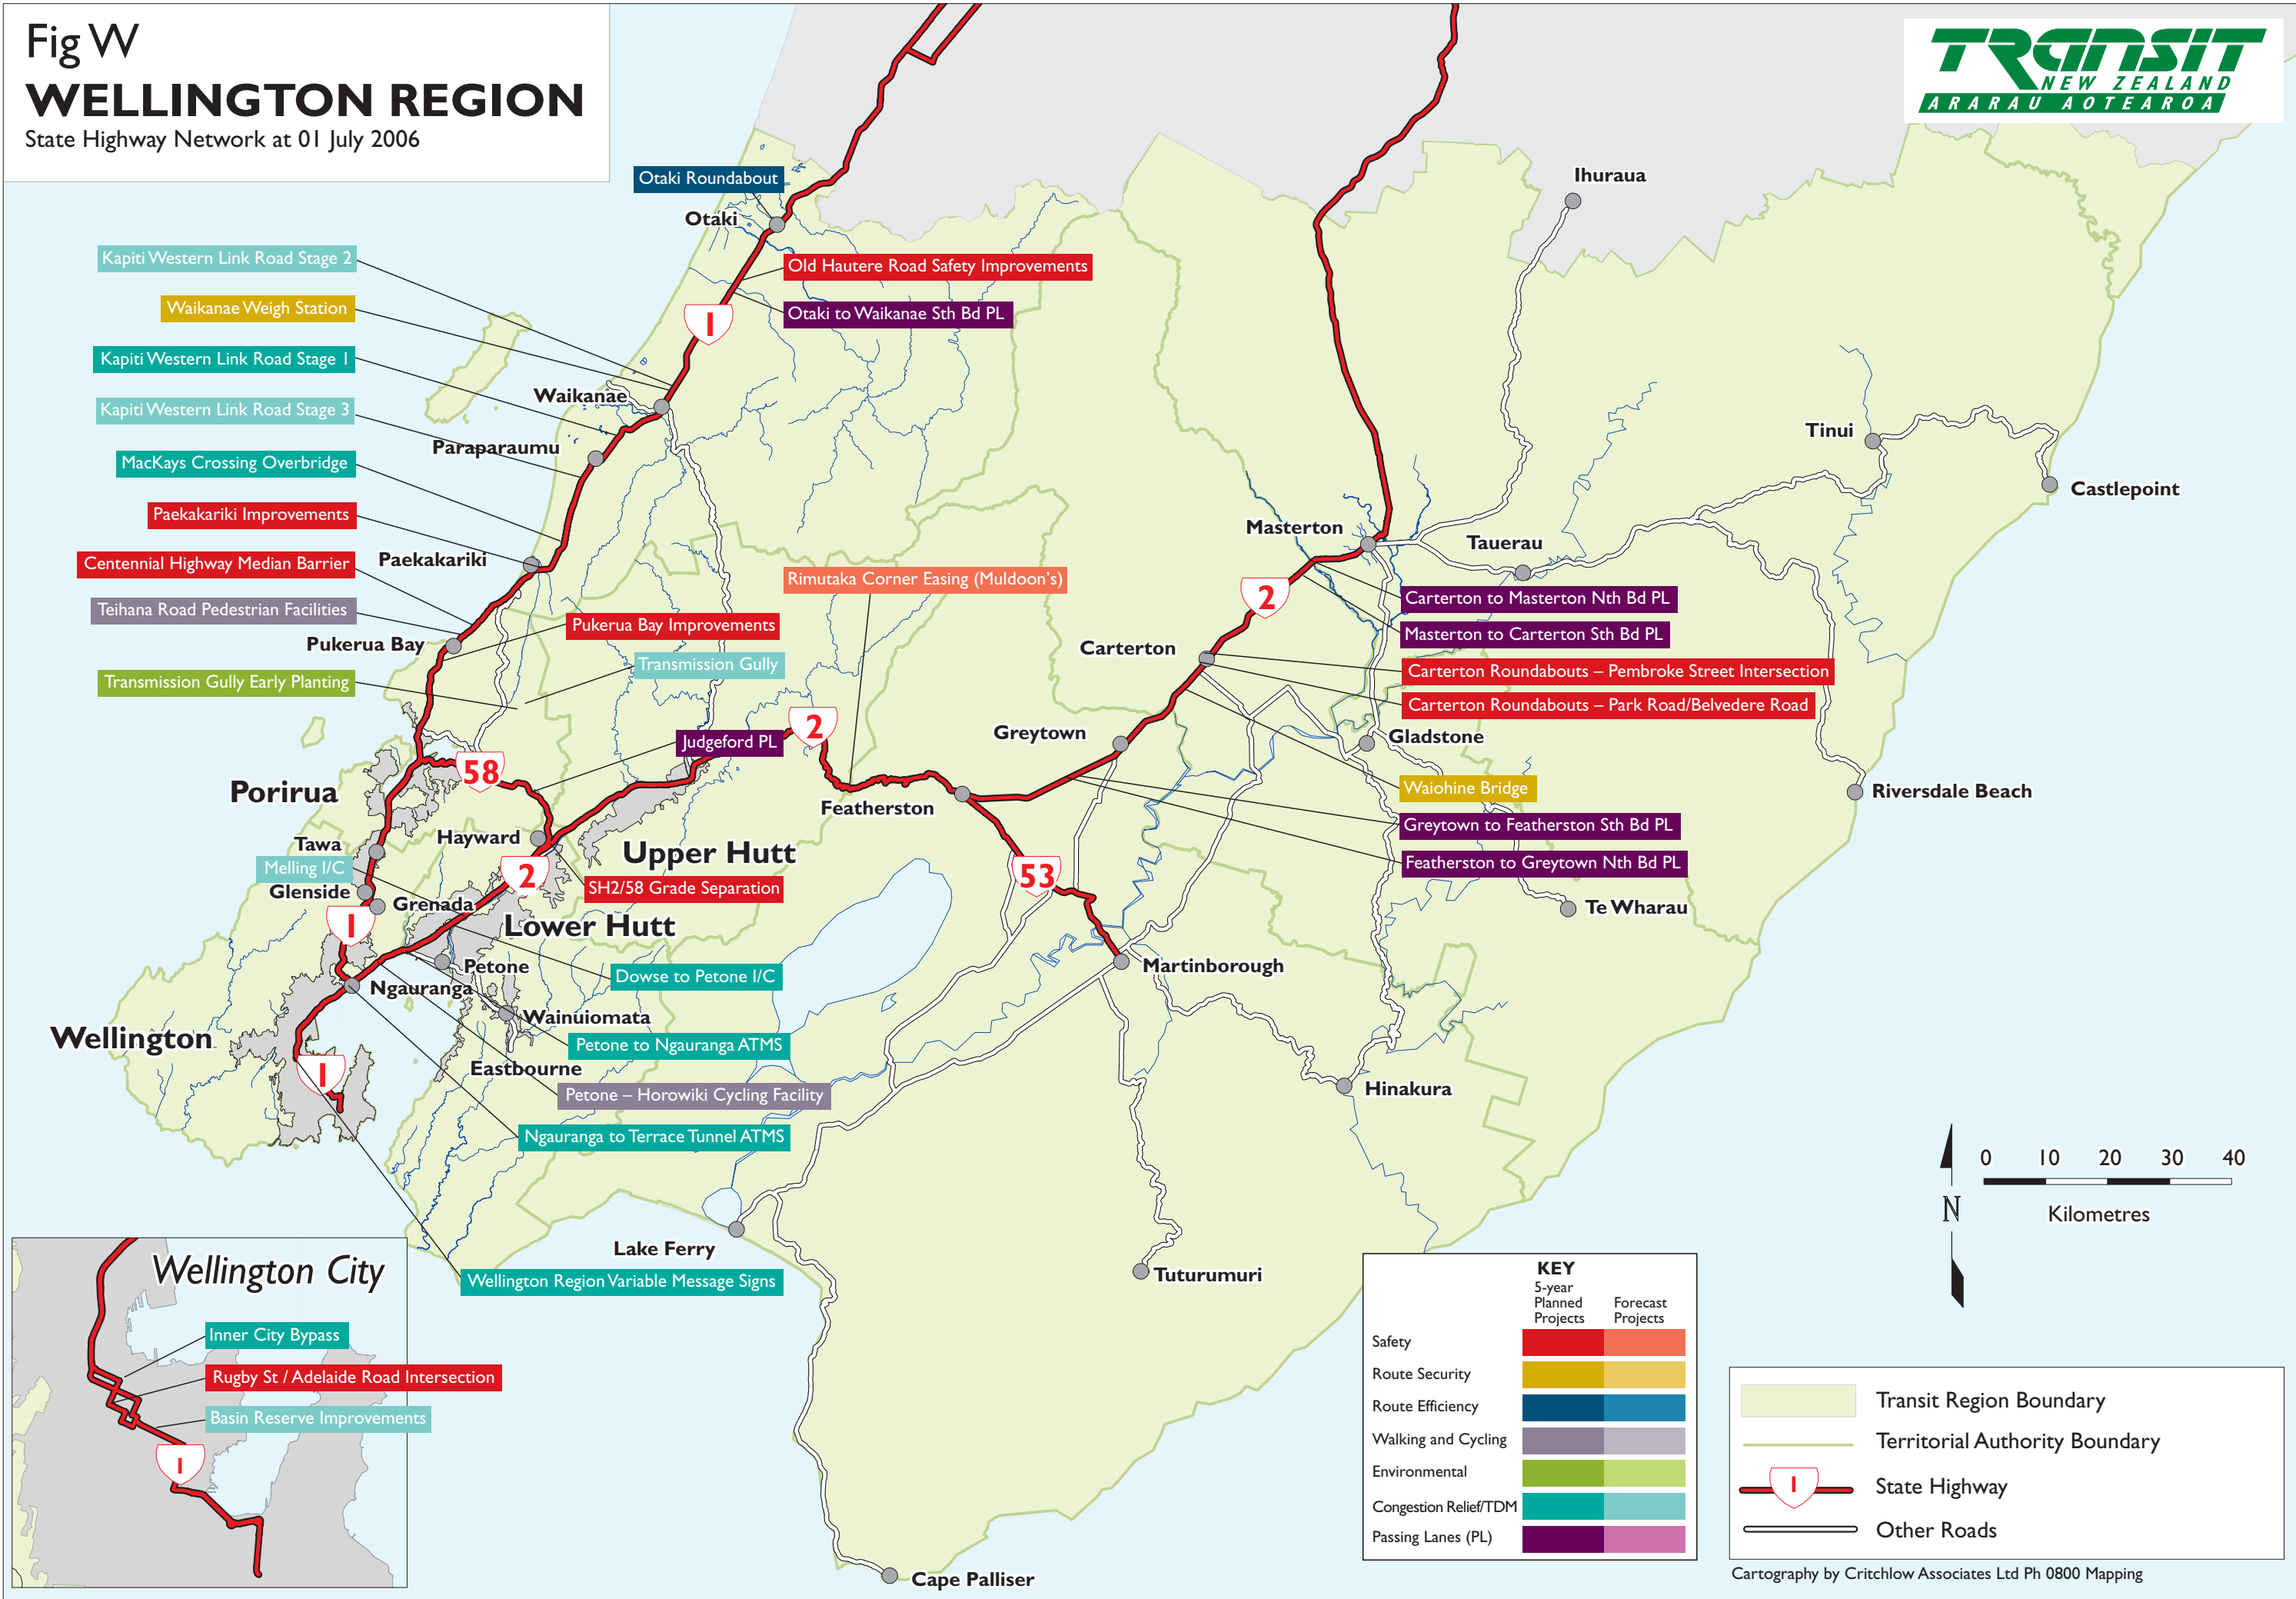 Fig W
WELLINGTON REGION
State Highway Network at 01 July 2006
TRANSIT
NEW ZEALAND
ARARAU AOTEAROA
Otaki Roundabout
Otaki
Ihuraua
Kapiti Western Link Road Stage 2
Old Hautere Road Safety Improvements
Waikanae Weigh Station
Otaki to Waikanae Sth Bd PL
1
Kapiti Western Link Road Stage 1
Waikanae
Kapiti Western Link Road Stage 3
Paraparaumu
Tinui
MacKays Crossing Overbridge
Castlepoint
Paekakariki Improvements
Masterton
Tauerau
Centennial Highway Median Barrier
Paekakariki
Rimutaka Corner Easing (Muldoon's)
2
Carterton to Masterton Nth Bd PL
Teihana Road Pedestrian Facilities
Pukerua Bay Improvements
Masterton to Carterton Sth Bd PL
Pukerua Bay
Carterton
Transmission Gully
Carterton Roundabouts – Pembroke Street Intersection
Transmission Gully Early Planting
Carterton Roundabouts – Park Road/Belvedere Road
2
Greytown
Gladstone
Judgeford PL
58
Porirua
Waiohine Bridge
Riversdale Beach
Featherston
Greytown to Featherston Sth Bd PL
Hayward
Tawa
Upper Hutt
Featherston to Greytown Nth Bd PL
Melling I/C
2
53
SH2/58 Grade Separation
Glenside
Grenada
Te Wharau
1
Lower Hutt
Petone
Martinborough
Dowse to Petone I/C
Ngauranga
Wainuiomata
Wellington
Petone to Ngauranga ATMS
Eastbourne
1
Petone – Horowiki Cycling Facility
Hinakura
Ngauranga to Terrace Tunnel ATMS
0 10 20 30 40
N
Kilometres
Lake Ferry
Wellington City
Wellington Region Variable Message Signs
Tuturumuri
Inner City Bypass
Rugby St / Adelaide Road Intersection
Basin Reserve Improvements
1
KEY
5-year
Planned
Projects
Forecast
Projects
Safety
Route Security
Route Efficiency
Walking and Cycling
Environmental
Congestion Relief/TDM
Passing Lanes (PL)
Transit Region Boundary
Territorial Authority Boundary
1
State Highway
Other Roads
Cartography by Critchlow Associates Ltd Ph 0800 Mapping
Cape Palliser